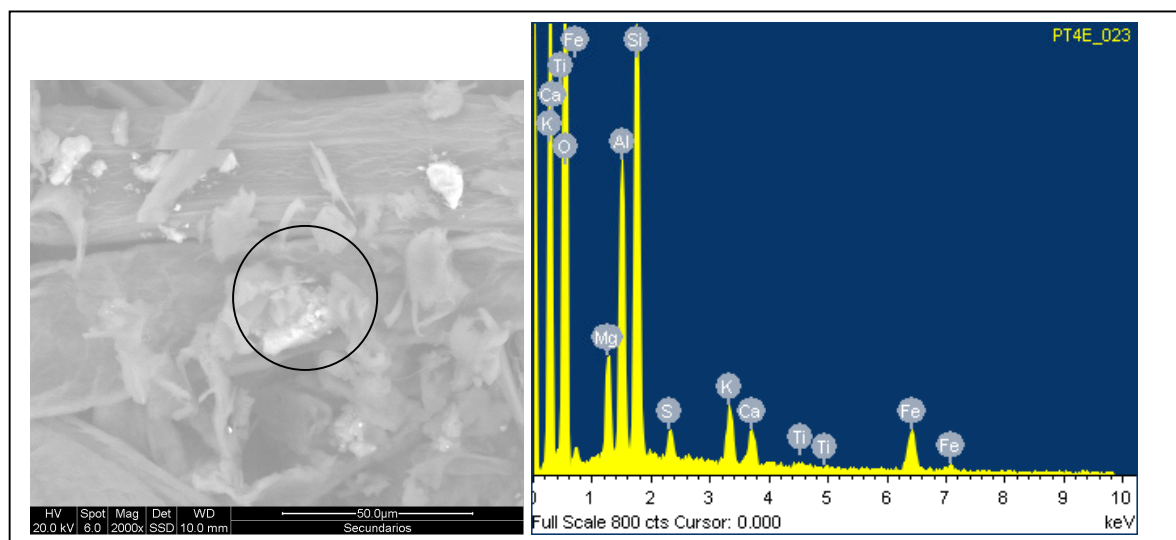 PT4E_023
Fe
Si
Ti
Ca
K
Al
O
Mg
K
S
Ca
Fe
Ti
Ti
Fe
1 2 3 4 5 6 7 8 9 10
Full Scale 800 cts Cursor: 0.000 keV
HV Spot Mag Det WD 50.0µm
20.0 kV 6.0 2000x SSD 10.0 mm Secundarios